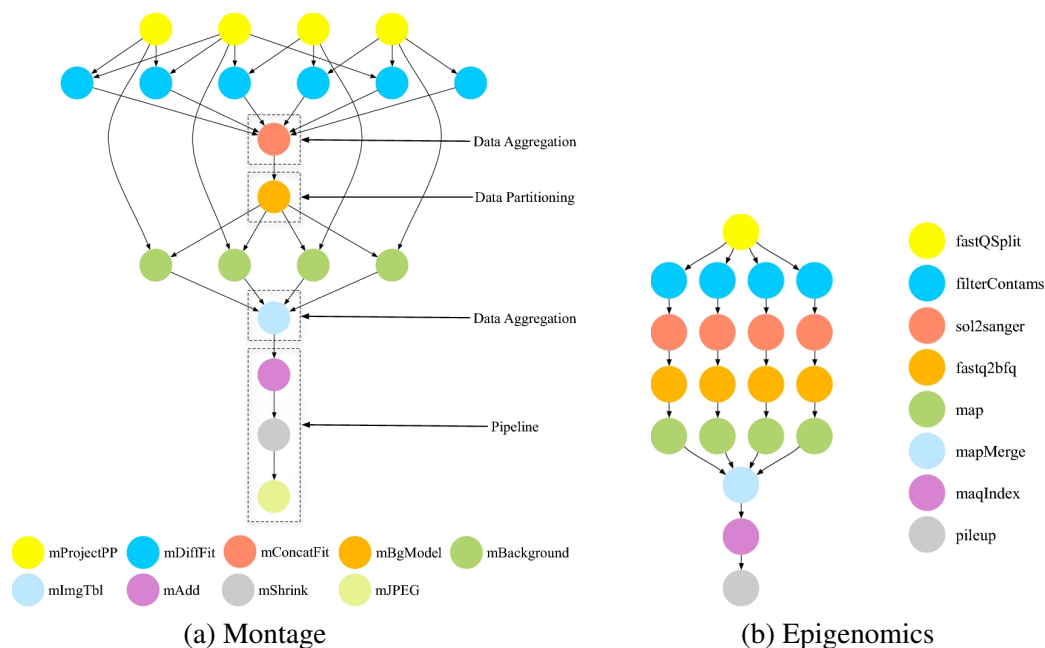 Data Aggregation
Data Partitioning
Data Aggregation
Pipeline
mProjectPP
mDiffFit
mConcatFit
mBgModel
mBackground
mImgTbl
mAdd
mShrink
mJPEG
(a) Montage
fastQSplit
filterContams
sol2sanger
fastq2bfq
map
mapMerge
maqIndex
pileup
(b) Epigenomics